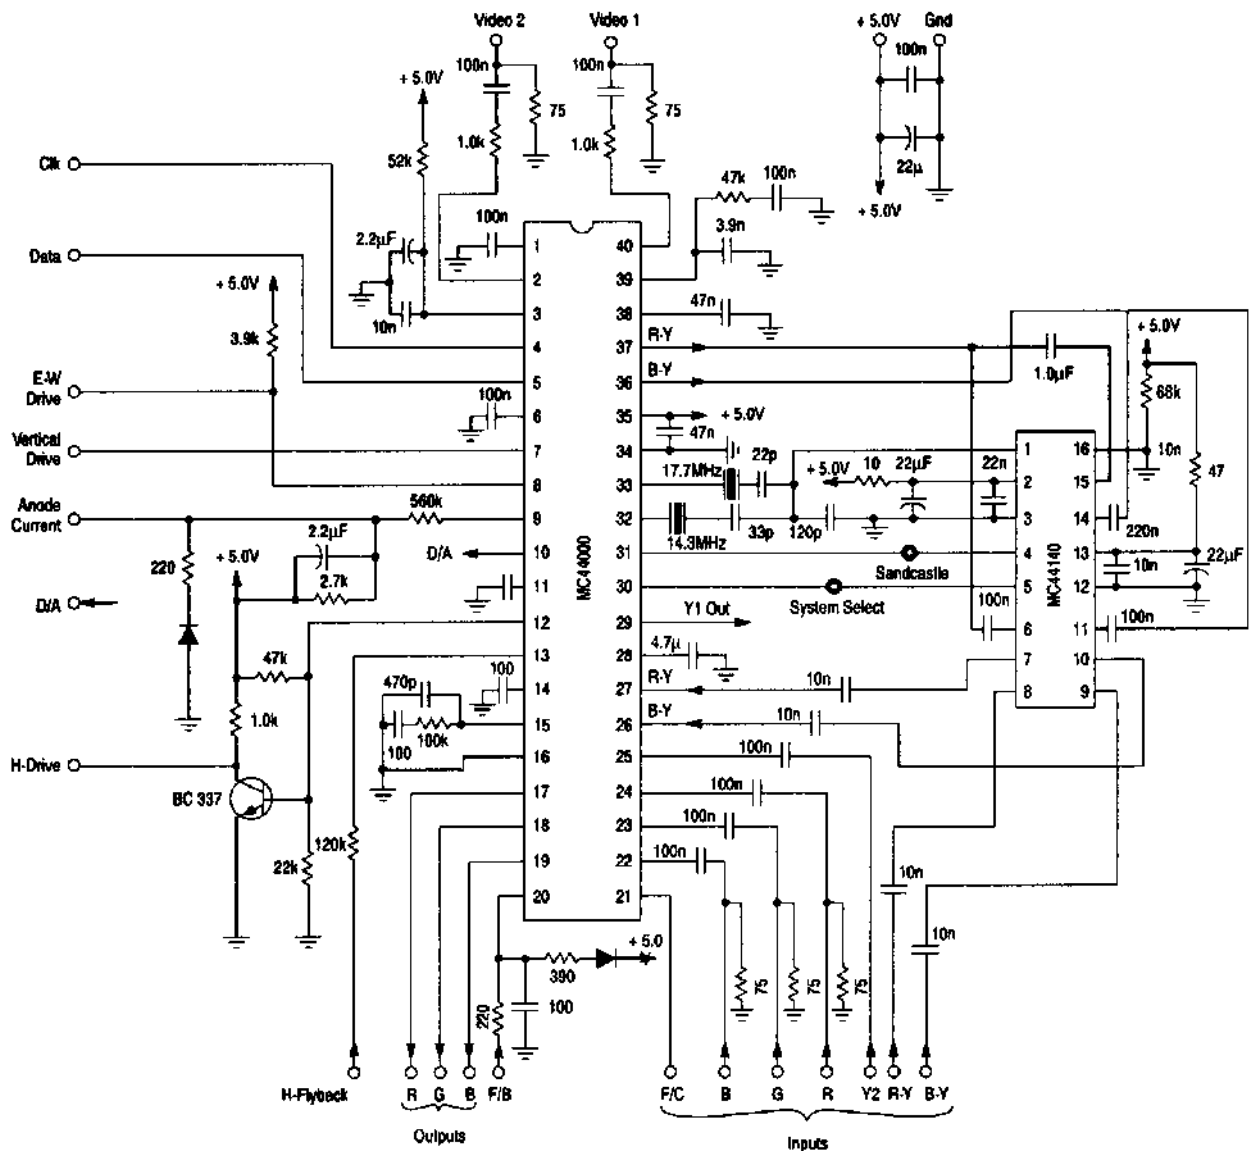 Video 2
Video 1
+ 5.0V
Gnd
100n
100n
100n
+ 5.0V
75
75
1.0k
1.0k
22µ
Clk
52k
47k
100n
+ 5.0V
100n
2.2µF
3.9n
1
40
Data
2
39
+ 5.0V
10n
47n
3
38
R-Y
+ 5.0V
3.9k
4
37
1.0µF
B-Y
5
36
68k
E-W
Drive
100n
6
35
+ 5.0V
47n
Vertical
Drive
7
34
22p
1
16
10n
17.7MHz
+ 5.0V
10
22µF
22n
47
8
33
2
15
560k
Anode
Current
9
32
3
14
2.2µF
14.3MHz
33p
120p
220n
220
+ 5.0V
D/A
10
MC44000
31
Sandcastle
4
MC44140
13
22µF
2.7k
10n
11
30
5
12
D/A
System Select
100n
100n
12
29
Y1 Out
6
11
4.7µ
13
28
7
10
47k
470p
100
R-Y
10n
14
27
8
9
1.0k
100
100k
15
26
B-Y
10n
100n
H-Drive
16
25
100n
BC 337
17
24
100n
18
23
120k
100n
22k
19
22
10n
20
21
10n
+ 5.0
390
75
75
75
220
100
H-Flyback
R
G
B
F/B
F/C
B
G
R
Y2
R-Y
B-Y
Outputs
Inputs